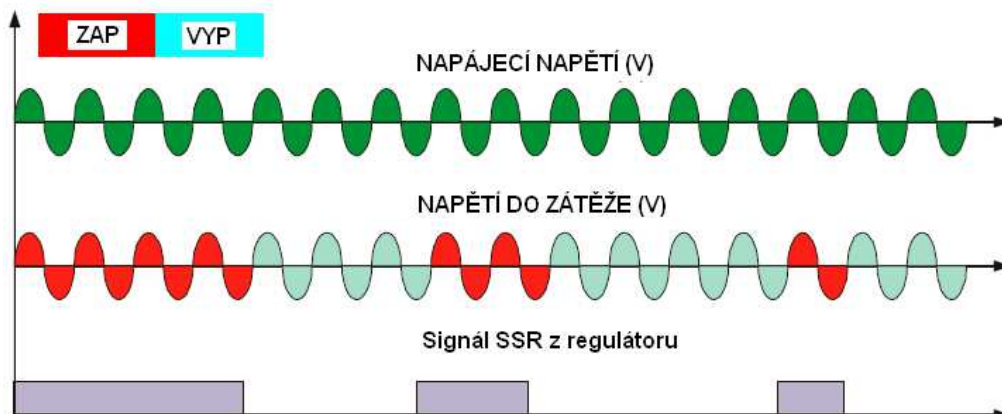 ZAP VYP
NAPÁJECÍ NAPĚTÍ (V)
NAPĚTÍ DO ZÁTĚŽE (V)
Signál SSR z regulátoru